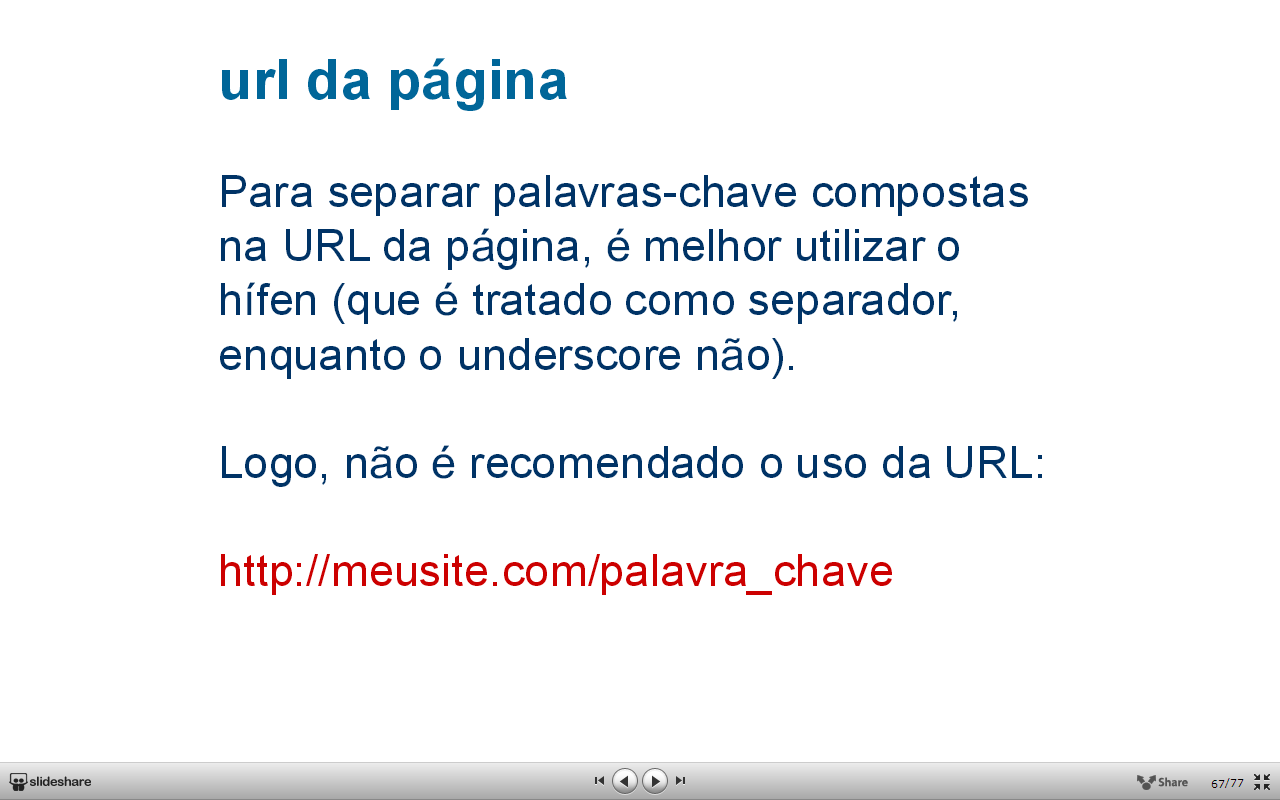 url da página
Para separar palavras-chave compostas
na URL da página, é melhor utilizar o
hífen (que é tratado como separador,
enquanto o underscore não).
Logo, não é recomendado o uso da URL:
http://meusite.com/palavra_chave
slideshare
Share
67/77